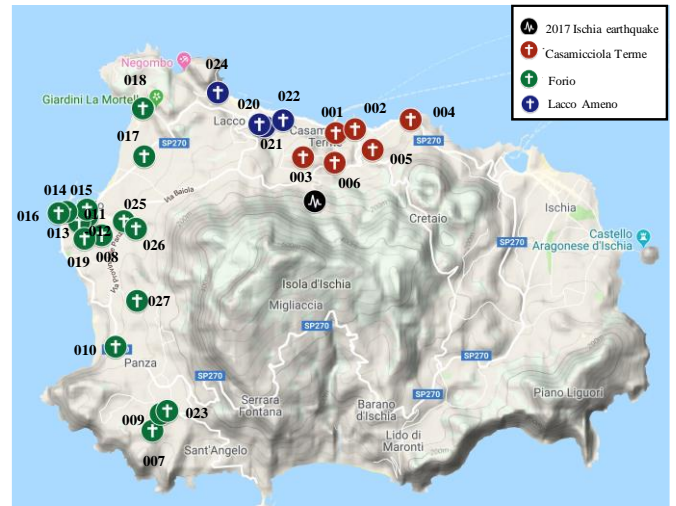 2017 Ischia earthquake
Casamicciola Terme
Forio
Lacco Ameno
Negombo
024
018
Giardini La Mortella
020
022
001
002
004
Lacco
021
Casam
Terme
017
SP270
003
005
006
014
015
016
Via Baiola
025
011
013
012
026
019
008
Cretaio
Ischia
SP270
Castello
Aragonese d'Ischia
Isola d'Ischia
027
Migliaccia
SP270
010
Panza
SP270
SP270
SP270
Piano Liguori
Serrara
Fontana
Barano
d'Ischia
009
023
Lido di
Maronti
007
Sant'Angelo